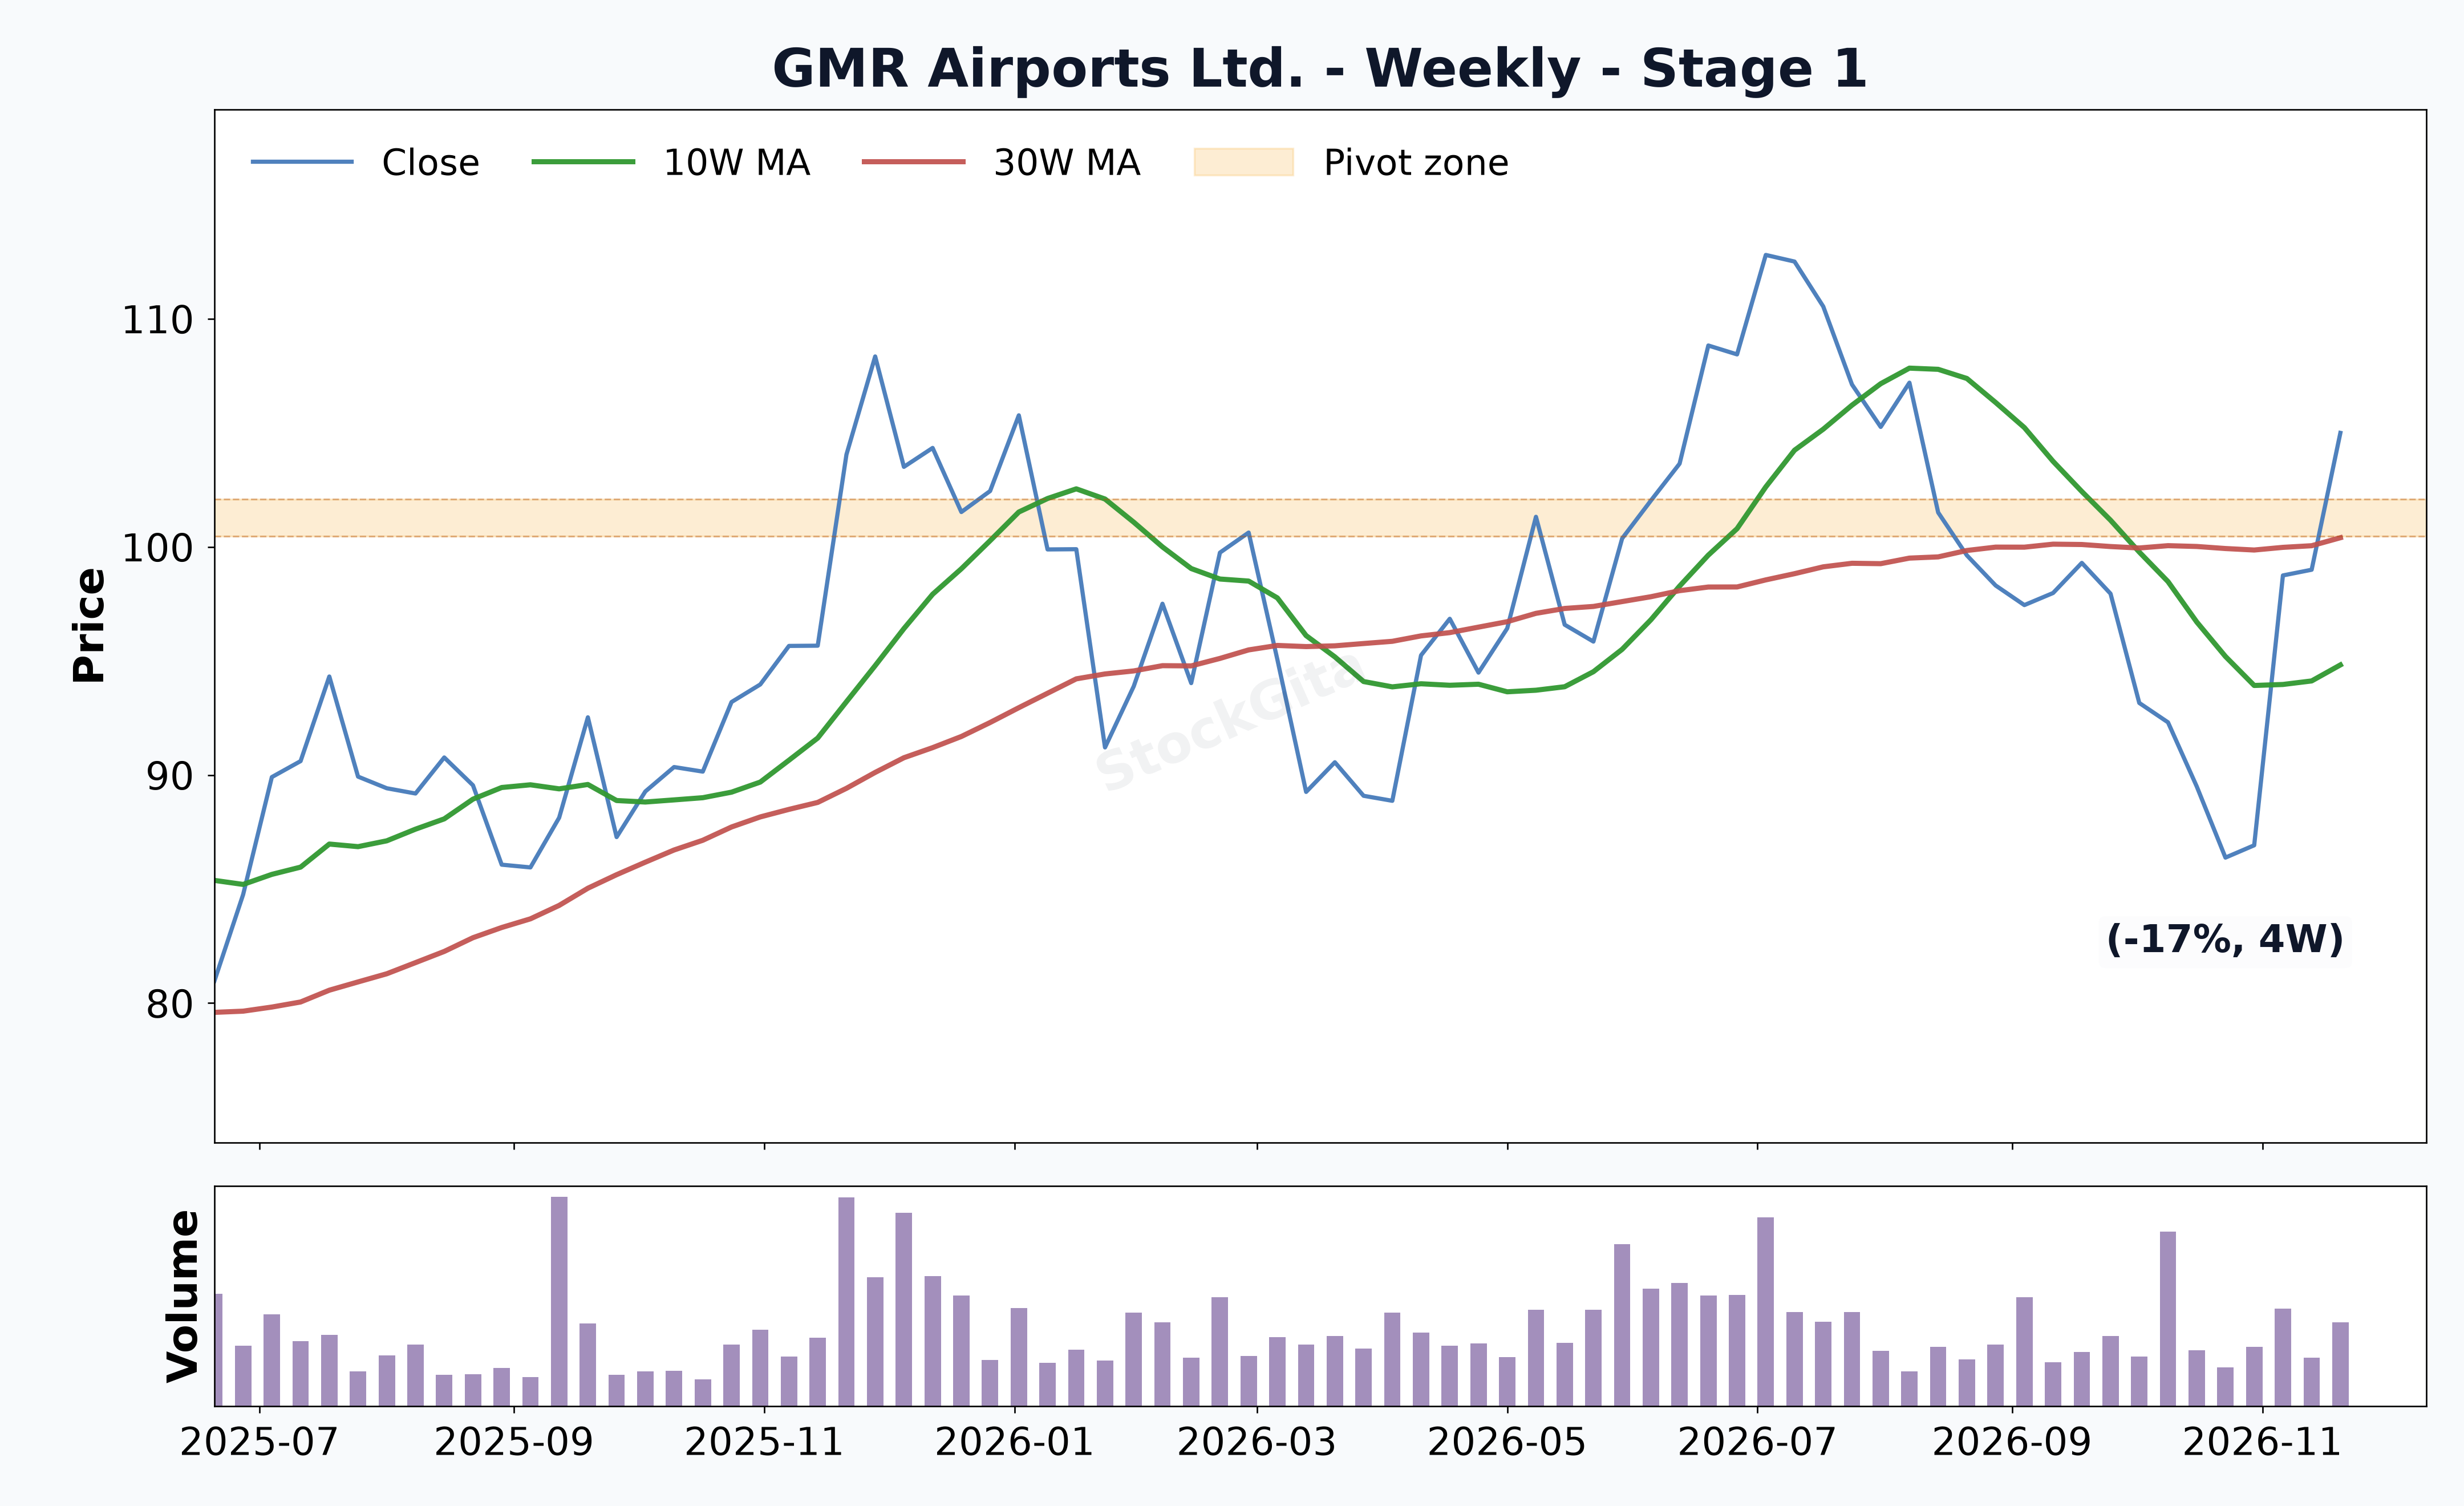 GMR Airports Ltd. - Weekly - Stage 1
Close 10W MA 30W MA Pivot zone
110
100
90
80
Price
StockGita
(-17%, 4W)
Volume
2025-07 2025-09 2025-11 2026-01 2026-03 2026-05 2026-07 2026-09 2026-11